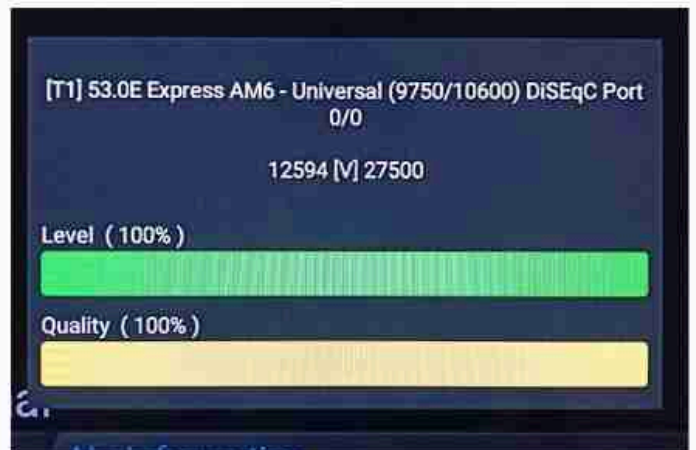 [T1] 53.0E Express AM6 - Universal (9750/10600) DiSEqC Port
0/0
12594 [V] 27500
Level ( 100% )
Quality ( 100% )